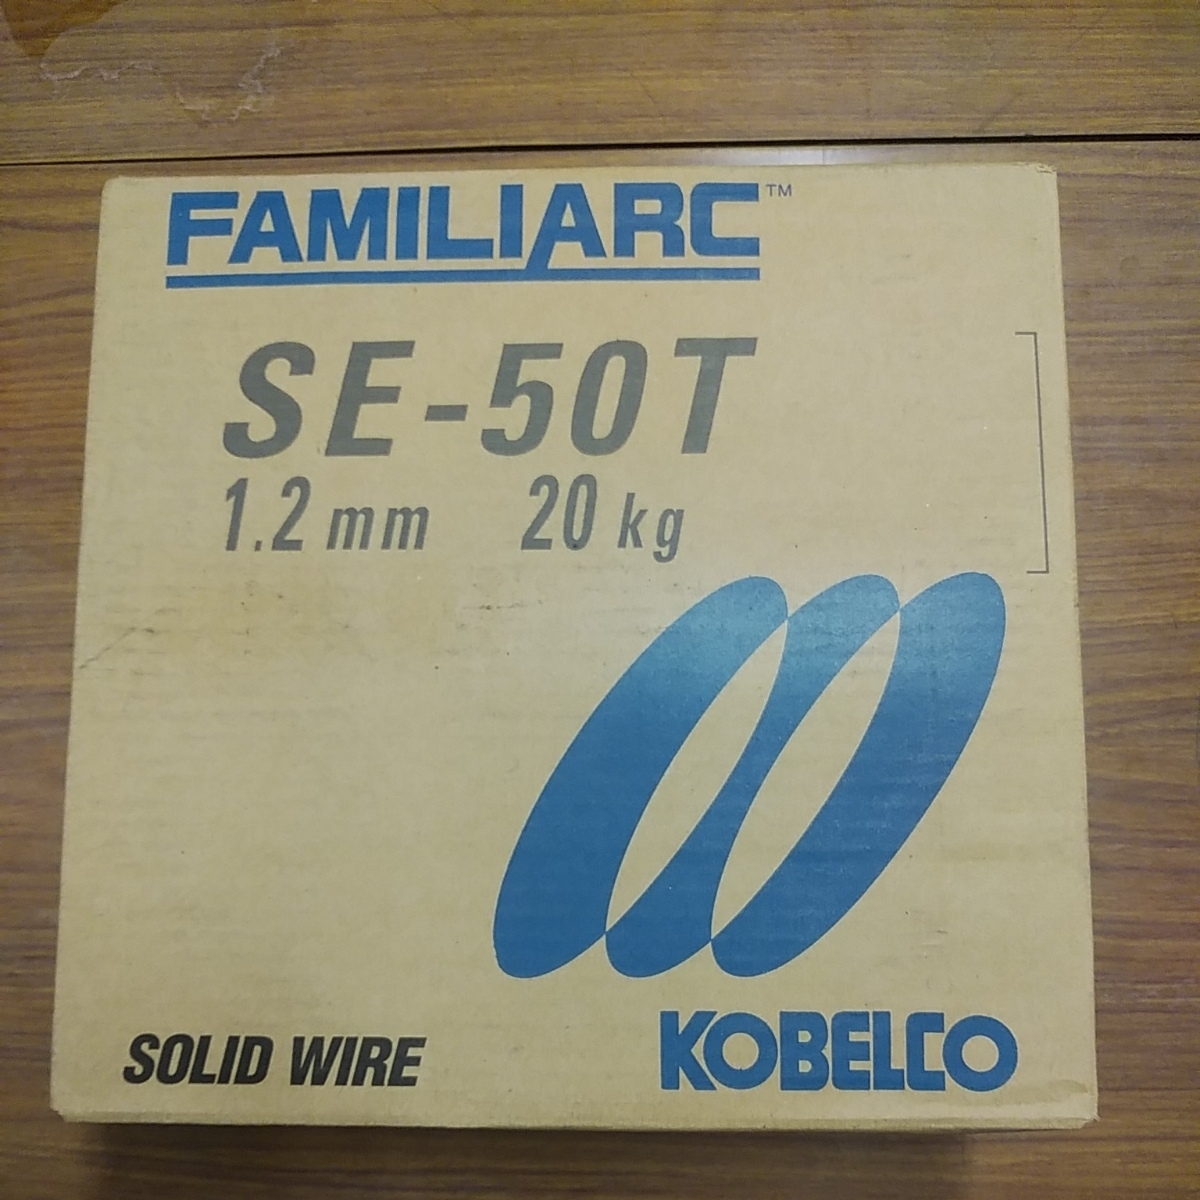 FAMILIARC™
SE-50T
1.2 mm 20 kg
SOLID WIRE
KOBELCO